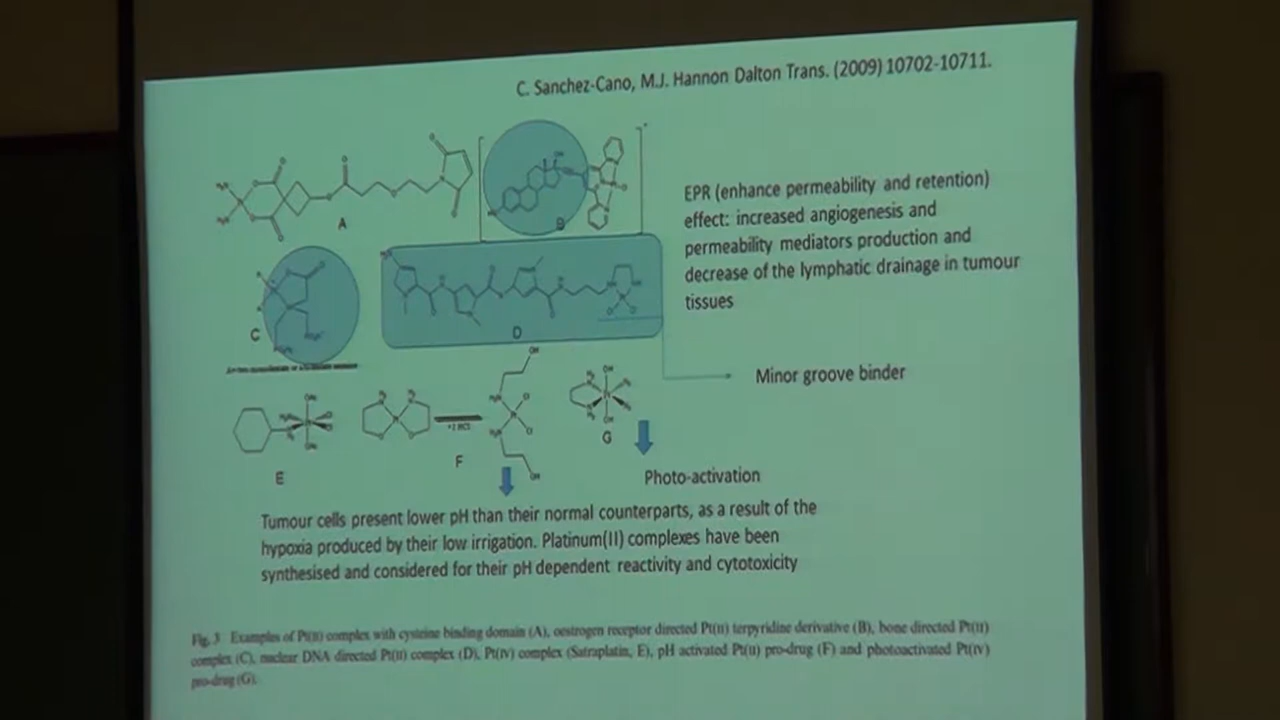 C. Sanchez-Cano, M.J. Hannon Dalton Trans. (2009) 10702-10711.
A
B
EPR (enhance permeability and retention)
effect: increased angiogenesis and
permeability mediators production and
decrease of the lymphatic drainage in tumour
tissues
C
D
Minor groove binder
E
F
G
Photo-activation
Tumour cells present lower pH than their normal counterparts, as a result of the
hypoxia produced by their low irrigation. Platinum(II) complexes have been
synthesised and considered for their pH dependent reactivity and cytotoxicity
Fig. 3 Examples of Pt(II) complex with cysteine binding domain (A), oestrogen receptor directed Pt(II) terpyridine derivative (B), bone directed Pt(II)
complex (C), nuclear DNA directed Pt(II) complex (D), Pt(IV) complex (Satraplatin, E), pH activated Pt(II) pro-drug (F) and photoactivated Pt(IV)
pro-drug (G).